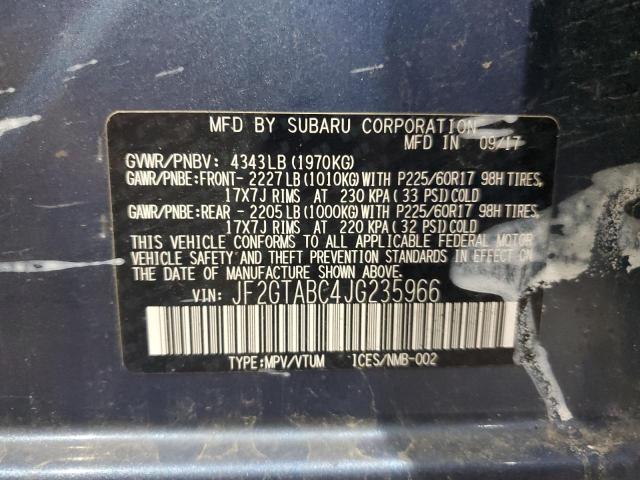 MFD BY SUBARU CORPORATION
MFD IN 09/17
GVWR/PNBV: 4343LB (1970KG)
GAWR/PNBE:FRONT- 2227LB (1010KG) WITH P225/60R17 98H TIRES,
17X7J RIMS AT 230 KPA (33 PSI) COLD
GAWR/PNBE:REAR - 2205LB (1000KG) WITH P225/60R17 98H TIRES,
17X7J RIMS AT 220 KPA (32 PSI) COLD
THIS VEHICLE CONFORMS TO ALL APPLICABLE FEDERAL MOTOR
VEHICLE SAFETY AND THEFT PREVENTION STANDARDS IN EFFECT ON
THE DATE OF MANUFACTURE SHOWN ABOVE.
VIN: JF2GTABC4JG235966
TYPE:MPV/VTUM ICES/NMB-002